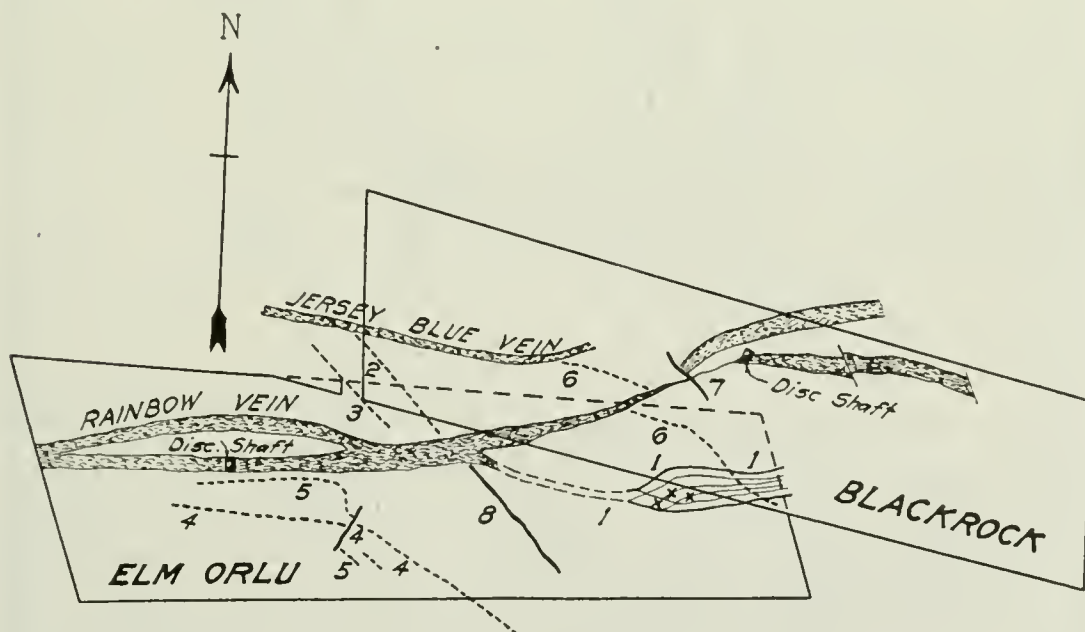 N
JERSEY BLUE VEIN
2
6
3
7
Disc Shaft
RAINBOW VEIN
6
Disc. Shaft
1 1
5
BLACKROCK
4
8
1
4
5 4
ELM ORLU